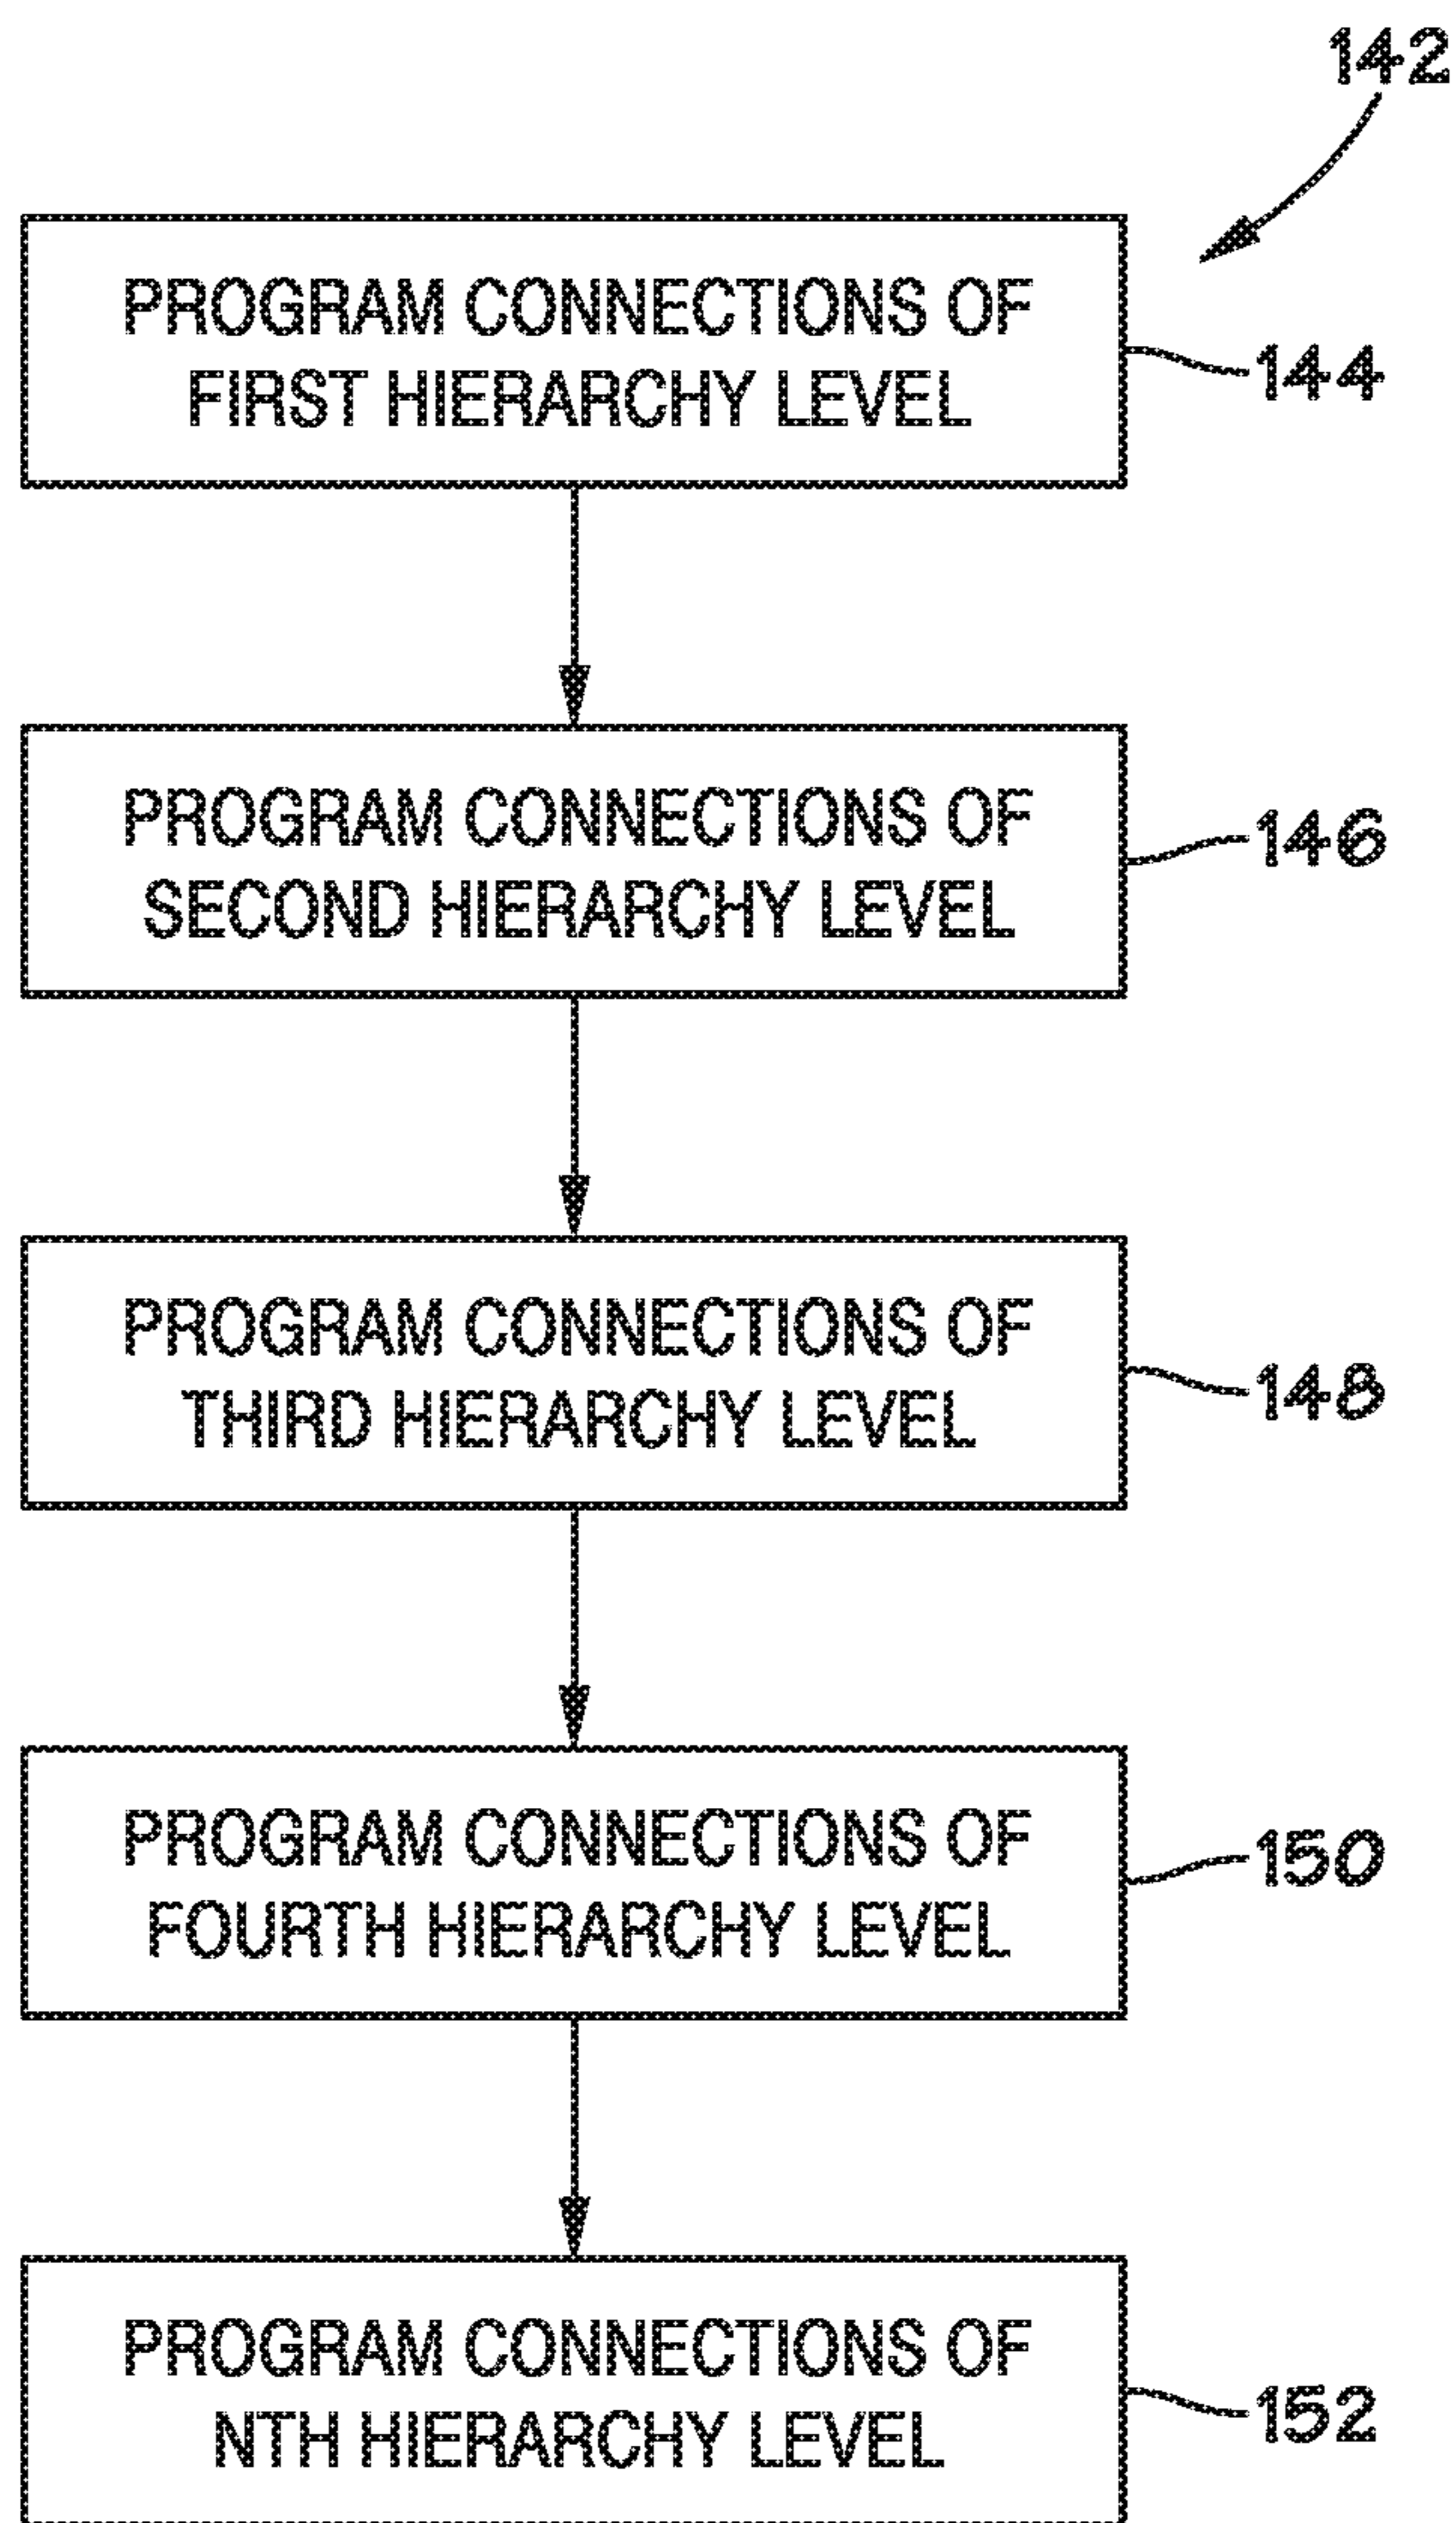 142
PROGRAM CONNECTIONS OF
FIRST HIERARCHY LEVEL
144
PROGRAM CONNECTIONS OF
SECOND HIERARCHY LEVEL
146
PROGRAM CONNECTIONS OF
THIRD HIERARCHY LEVEL
148
PROGRAM CONNECTIONS OF
FOURTH HIERARCHY LEVEL
150
PROGRAM CONNECTIONS OF
NTH HIERARCHY LEVEL
152